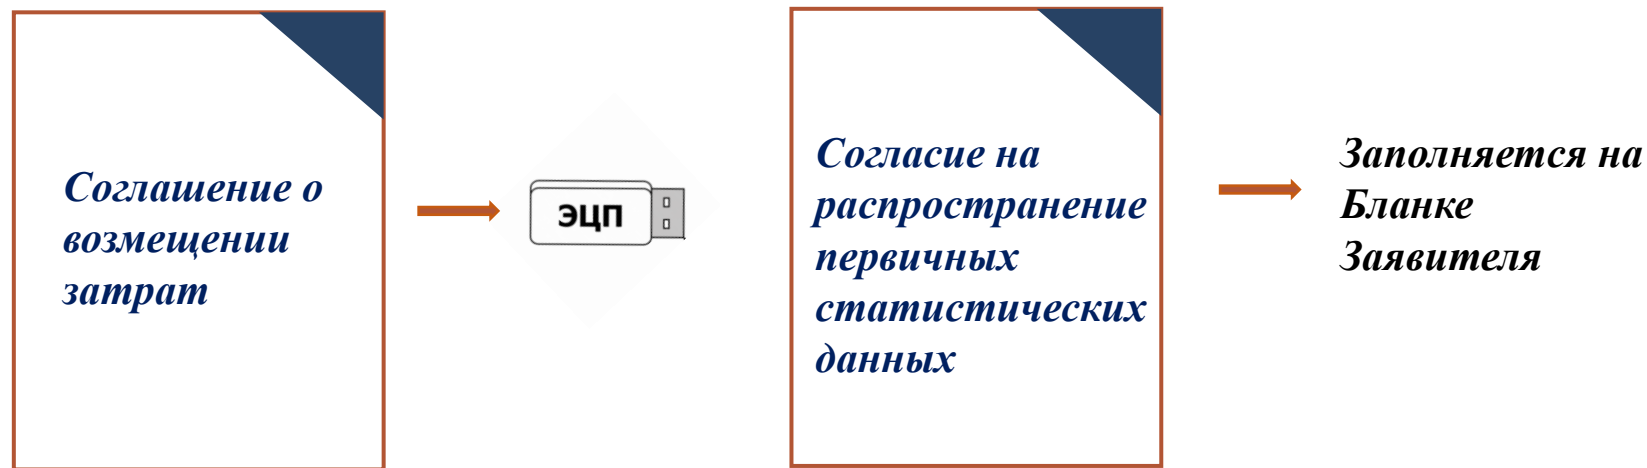 Соглашение о
возмещении
затрат
ЭЦП
Согласие на
распространение
первичных
статистических
данных
Заполняется на
Бланке
Заявителя